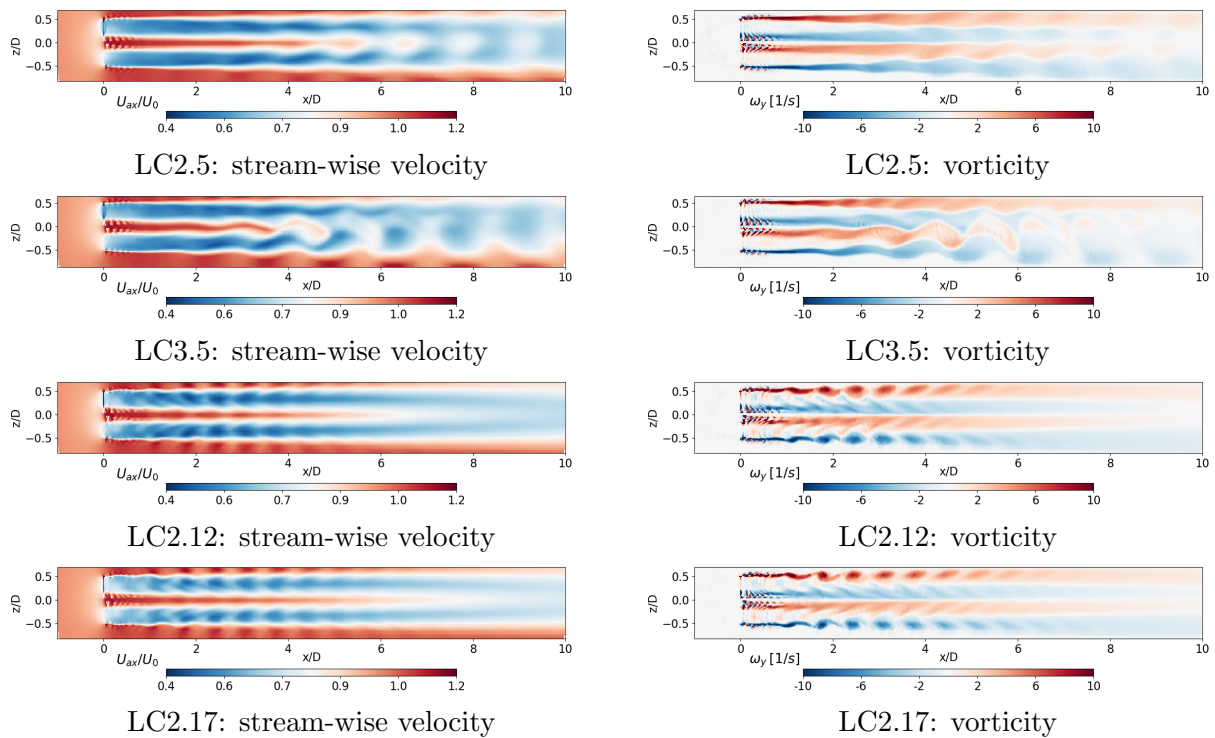 z/D
0.5
0.0
−0.5
0 2 4 6 8 10
U_ax/U_0 x/D
0.4 0.6 0.7 0.9 1.0 1.2
LC2.5: stream-wise velocity
z/D
0.5
0.0
−0.5
0 2 4 6 8 10
ω_y [1/s] x/D
-10 -6 -2 2 6 10
LC2.5: vorticity
z/D
0.5
0.0
−0.5
0 2 4 6 8 10
U_ax/U_0 x/D
0.4 0.6 0.7 0.9 1.0 1.2
LC3.5: stream-wise velocity
z/D
0.5
0.0
−0.5
0 2 4 6 8 10
ω_y [1/s] x/D
-10 -6 -2 2 6 10
LC3.5: vorticity
z/D
0.5
0.0
−0.5
0 2 4 6 8 10
U_ax/U_0 x/D
0.4 0.6 0.7 0.9 1.0 1.2
LC2.12: stream-wise velocity
z/D
0.5
0.0
−0.5
0 2 4 6 8 10
ω_y [1/s] x/D
-10 -6 -2 2 6 10
LC2.12: vorticity
z/D
0.5
0.0
−0.5
0 2 4 6 8 10
U_ax/U_0 x/D
0.4 0.6 0.7 0.9 1.0 1.2
LC2.17: stream-wise velocity
z/D
0.5
0.0
−0.5
0 2 4 6 8 10
ω_y [1/s] x/D
-10 -6 -2 2 6 10
LC2.17: vorticity